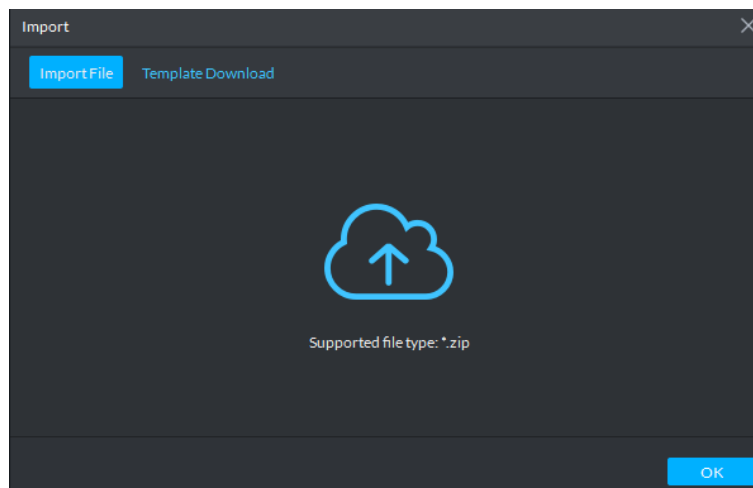 Import
Import File
Template Download
Supported file type: *.zip
OK